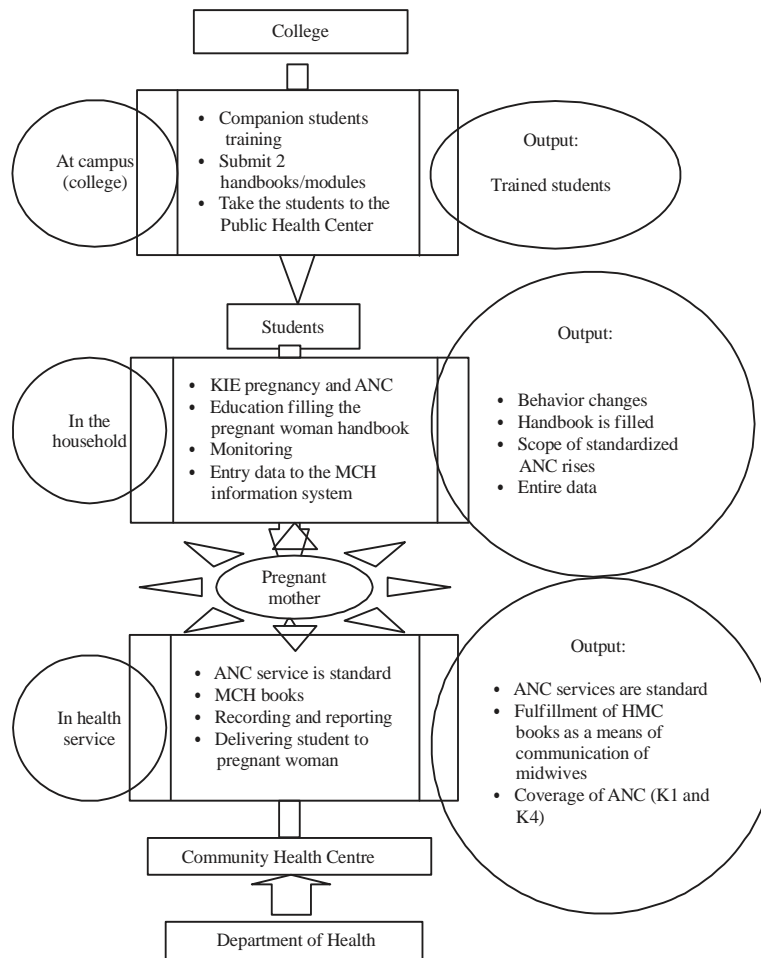 College
At campus
(college)
• Companion students
training
• Submit 2
handbooks/modules
• Take the students to the
Public Health Center
Output:
Trained students
Students
In the
household
• KIE pregnancy and ANC
• Education filling the
pregnant woman handbook
• Monitoring
• Entry data to the MCH
information system
Output:
• Behavior changes
• Handbook is filled
• Scope of standardized
ANC rises
• Entire data
Pregnant
mother
In health
service
• ANC service is standard
• MCH books
• Recording and reporting
• Delivering student to
pregnant woman
Output:
• ANC services are standard
• Fulfillment of HMC
books as a means of
communication of
midwives
• Coverage of ANC (K1 and
K4)
Community Health Centre
Department of Health